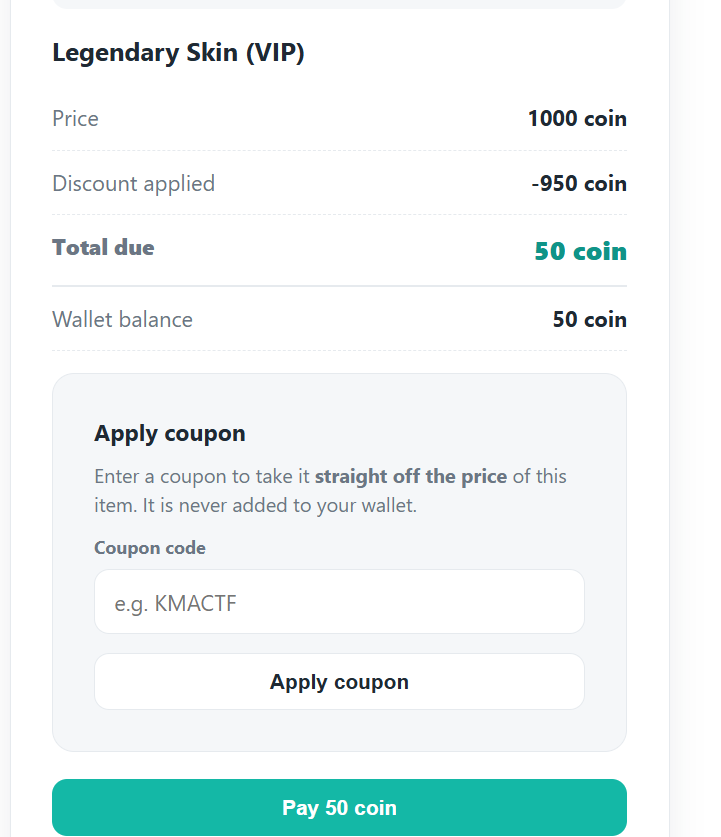 Legendary Skin (VIP)
Price
1000 coin
Discount applied
-950 coin
Total due
50 coin
Wallet balance
50 coin
Apply coupon
Enter a coupon to take it straight off the price of this
item. It is never added to your wallet.
Coupon code
e.g. KMACTF
Apply coupon
Pay 50 coin